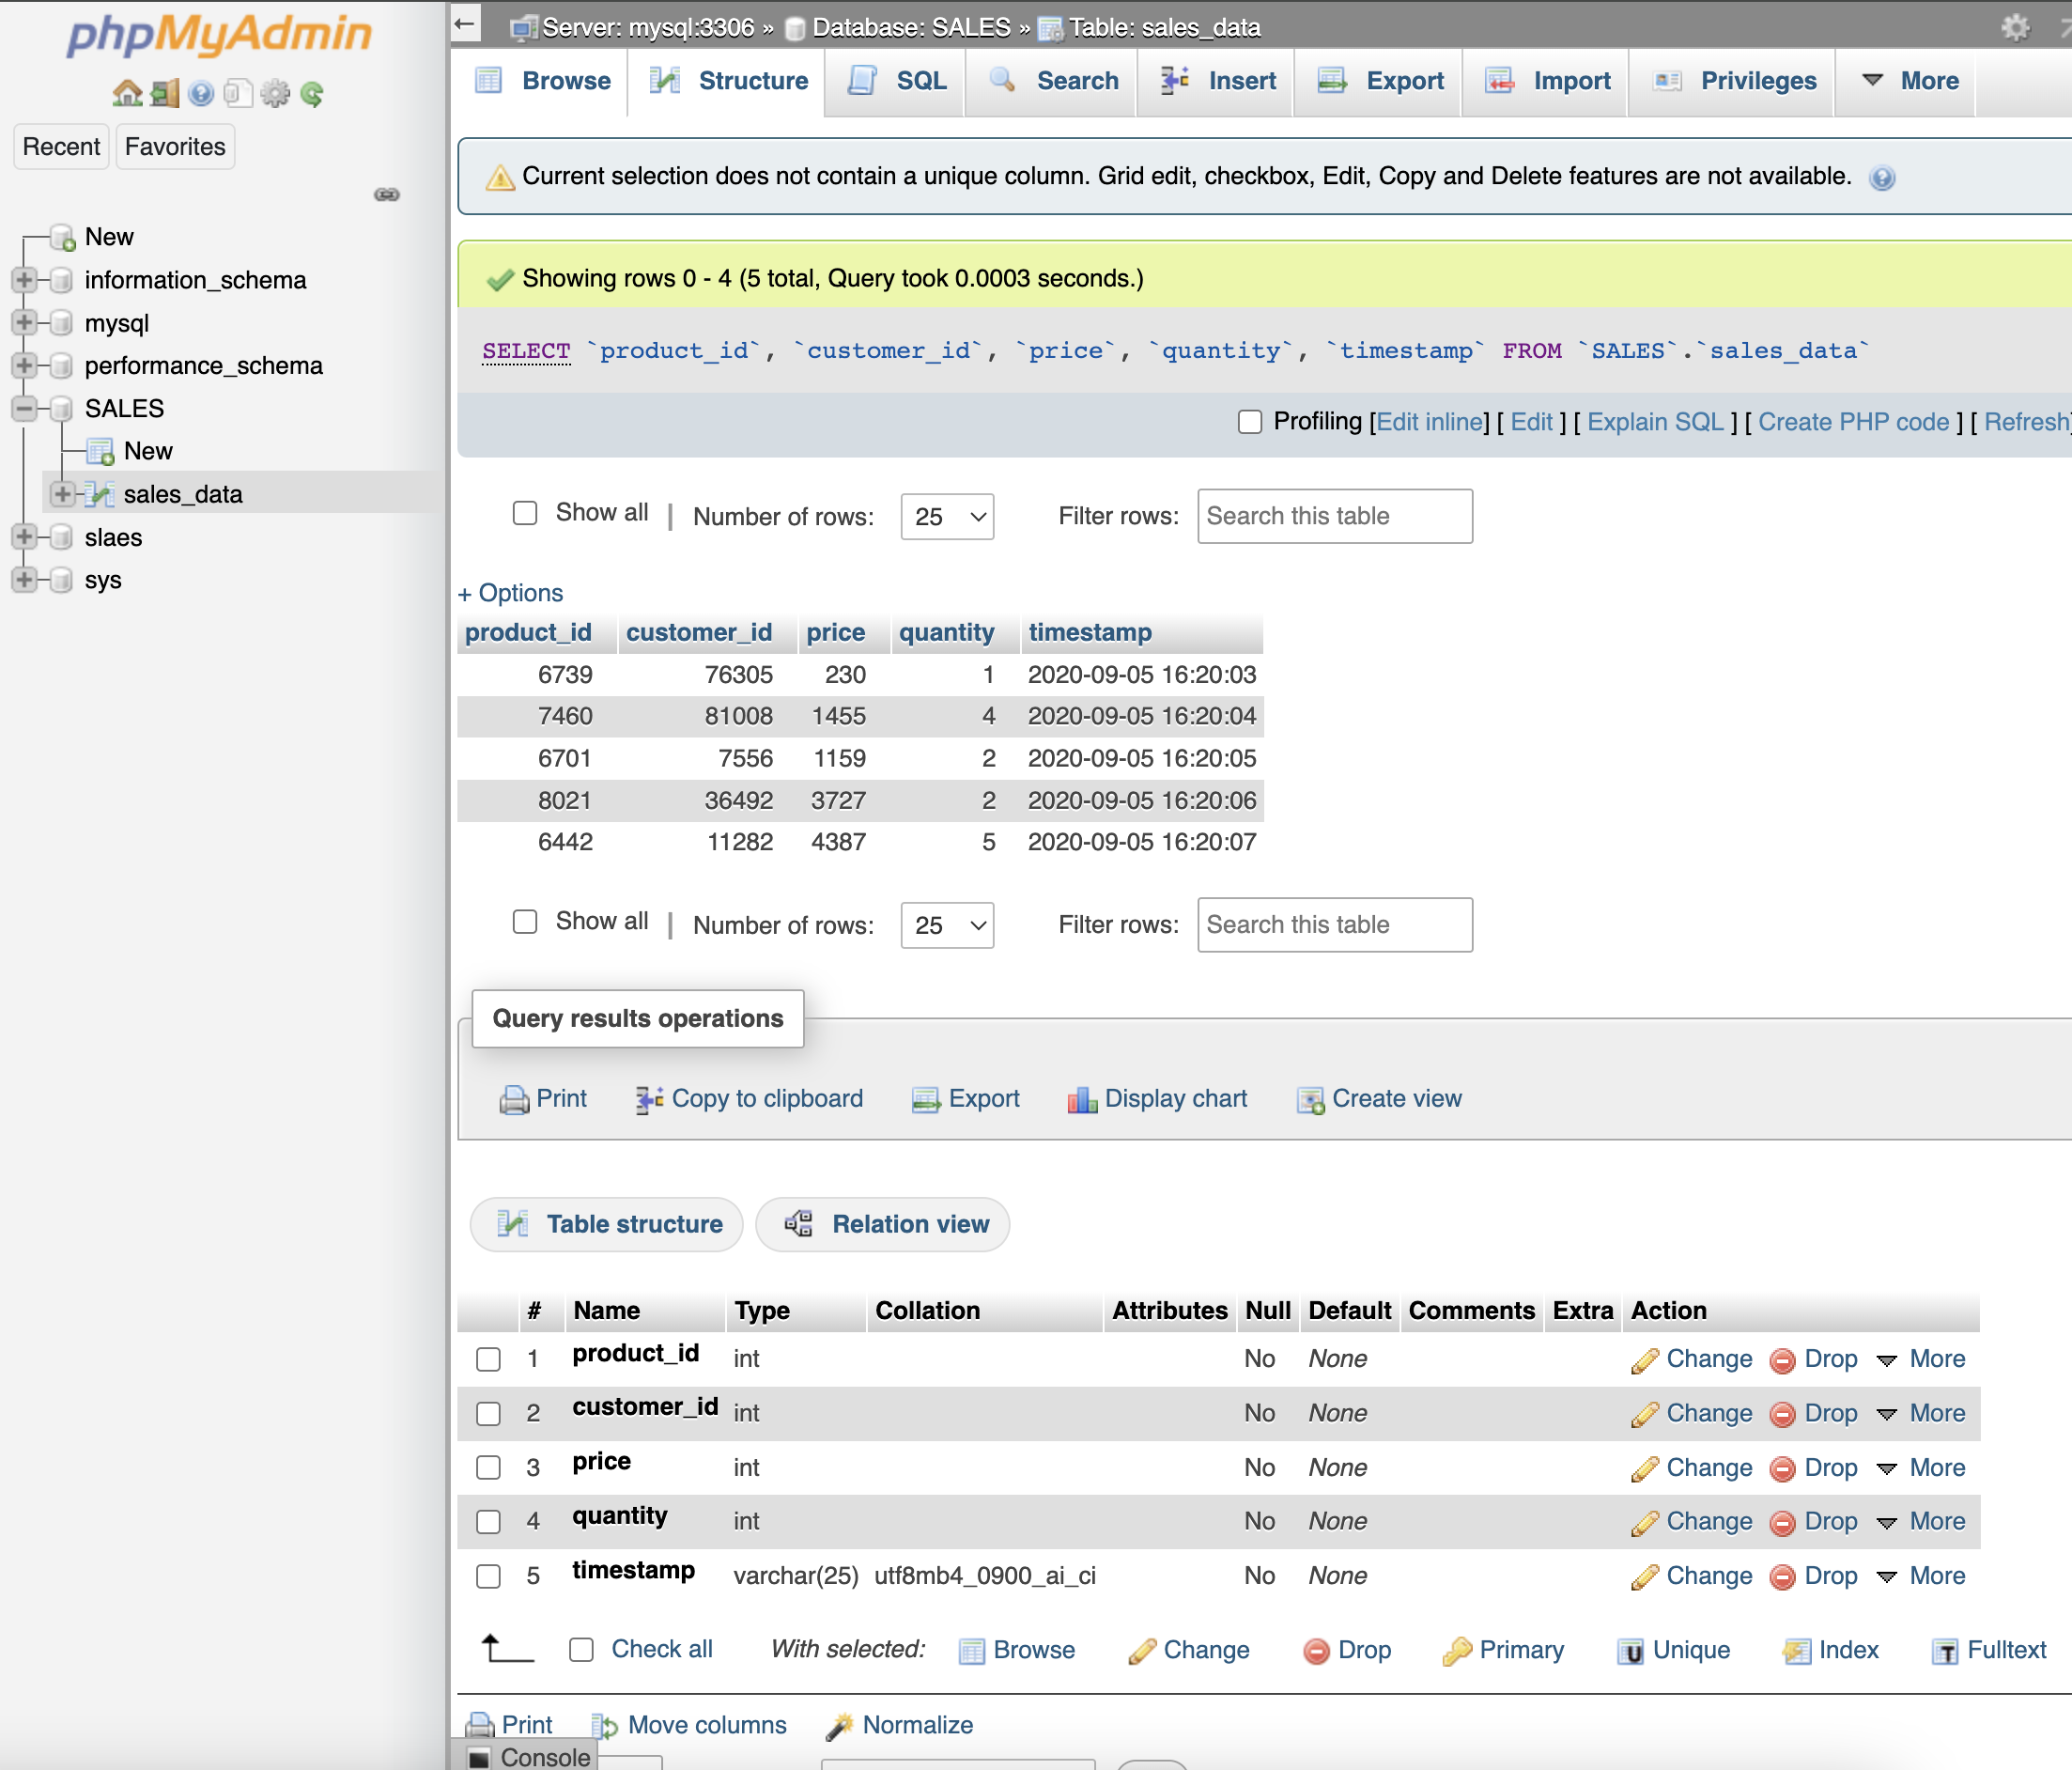 phpMyAdmin
Recent Favorites
New
information_schema
mysql
performance_schema
SALES
New
sales_data
slaes
sys
Server: mysql:3306 » Database: SALES » Table: sales_data
Browse Structure SQL Search Insert Export Import Privileges More
Current selection does not contain a unique column. Grid edit, checkbox, Edit, Copy and Delete features are not available.
Showing rows 0 - 4 (5 total, Query took 0.0003 seconds.)
SELECT `product_id`, `customer_id`, `price`, `quantity`, `timestamp` FROM `SALES`.`sales_data`
Profiling [Edit inline] [ Edit ] [ Explain SQL ] [ Create PHP code ] [ Refresh]
Show all | Number of rows: 25 Filter rows: Search this table
+ Options
product_id customer_id price quantity timestamp
6739 76305 230 1 2020-09-05 16:20:03
7460 81008 1455 4 2020-09-05 16:20:04
6701 7556 1159 2 2020-09-05 16:20:05
8021 36492 3727 2 2020-09-05 16:20:06
6442 11282 4387 5 2020-09-05 16:20:07
Show all | Number of rows: 25 Filter rows: Search this table
Query results operations
Print Copy to clipboard Export Display chart Create view
Table structure Relation view
# Name Type Collation Attributes Null Default Comments Extra Action
1 product_id int No None Change Drop More
2 customer_id int No None Change Drop More
3 price int No None Change Drop More
4 quantity int No None Change Drop More
5 timestamp varchar(25) utf8mb4_0900_ai_ci No None Change Drop More
Check all With selected: Browse Change Drop Primary Unique Index Fulltext
Print Move columns Normalize
Console